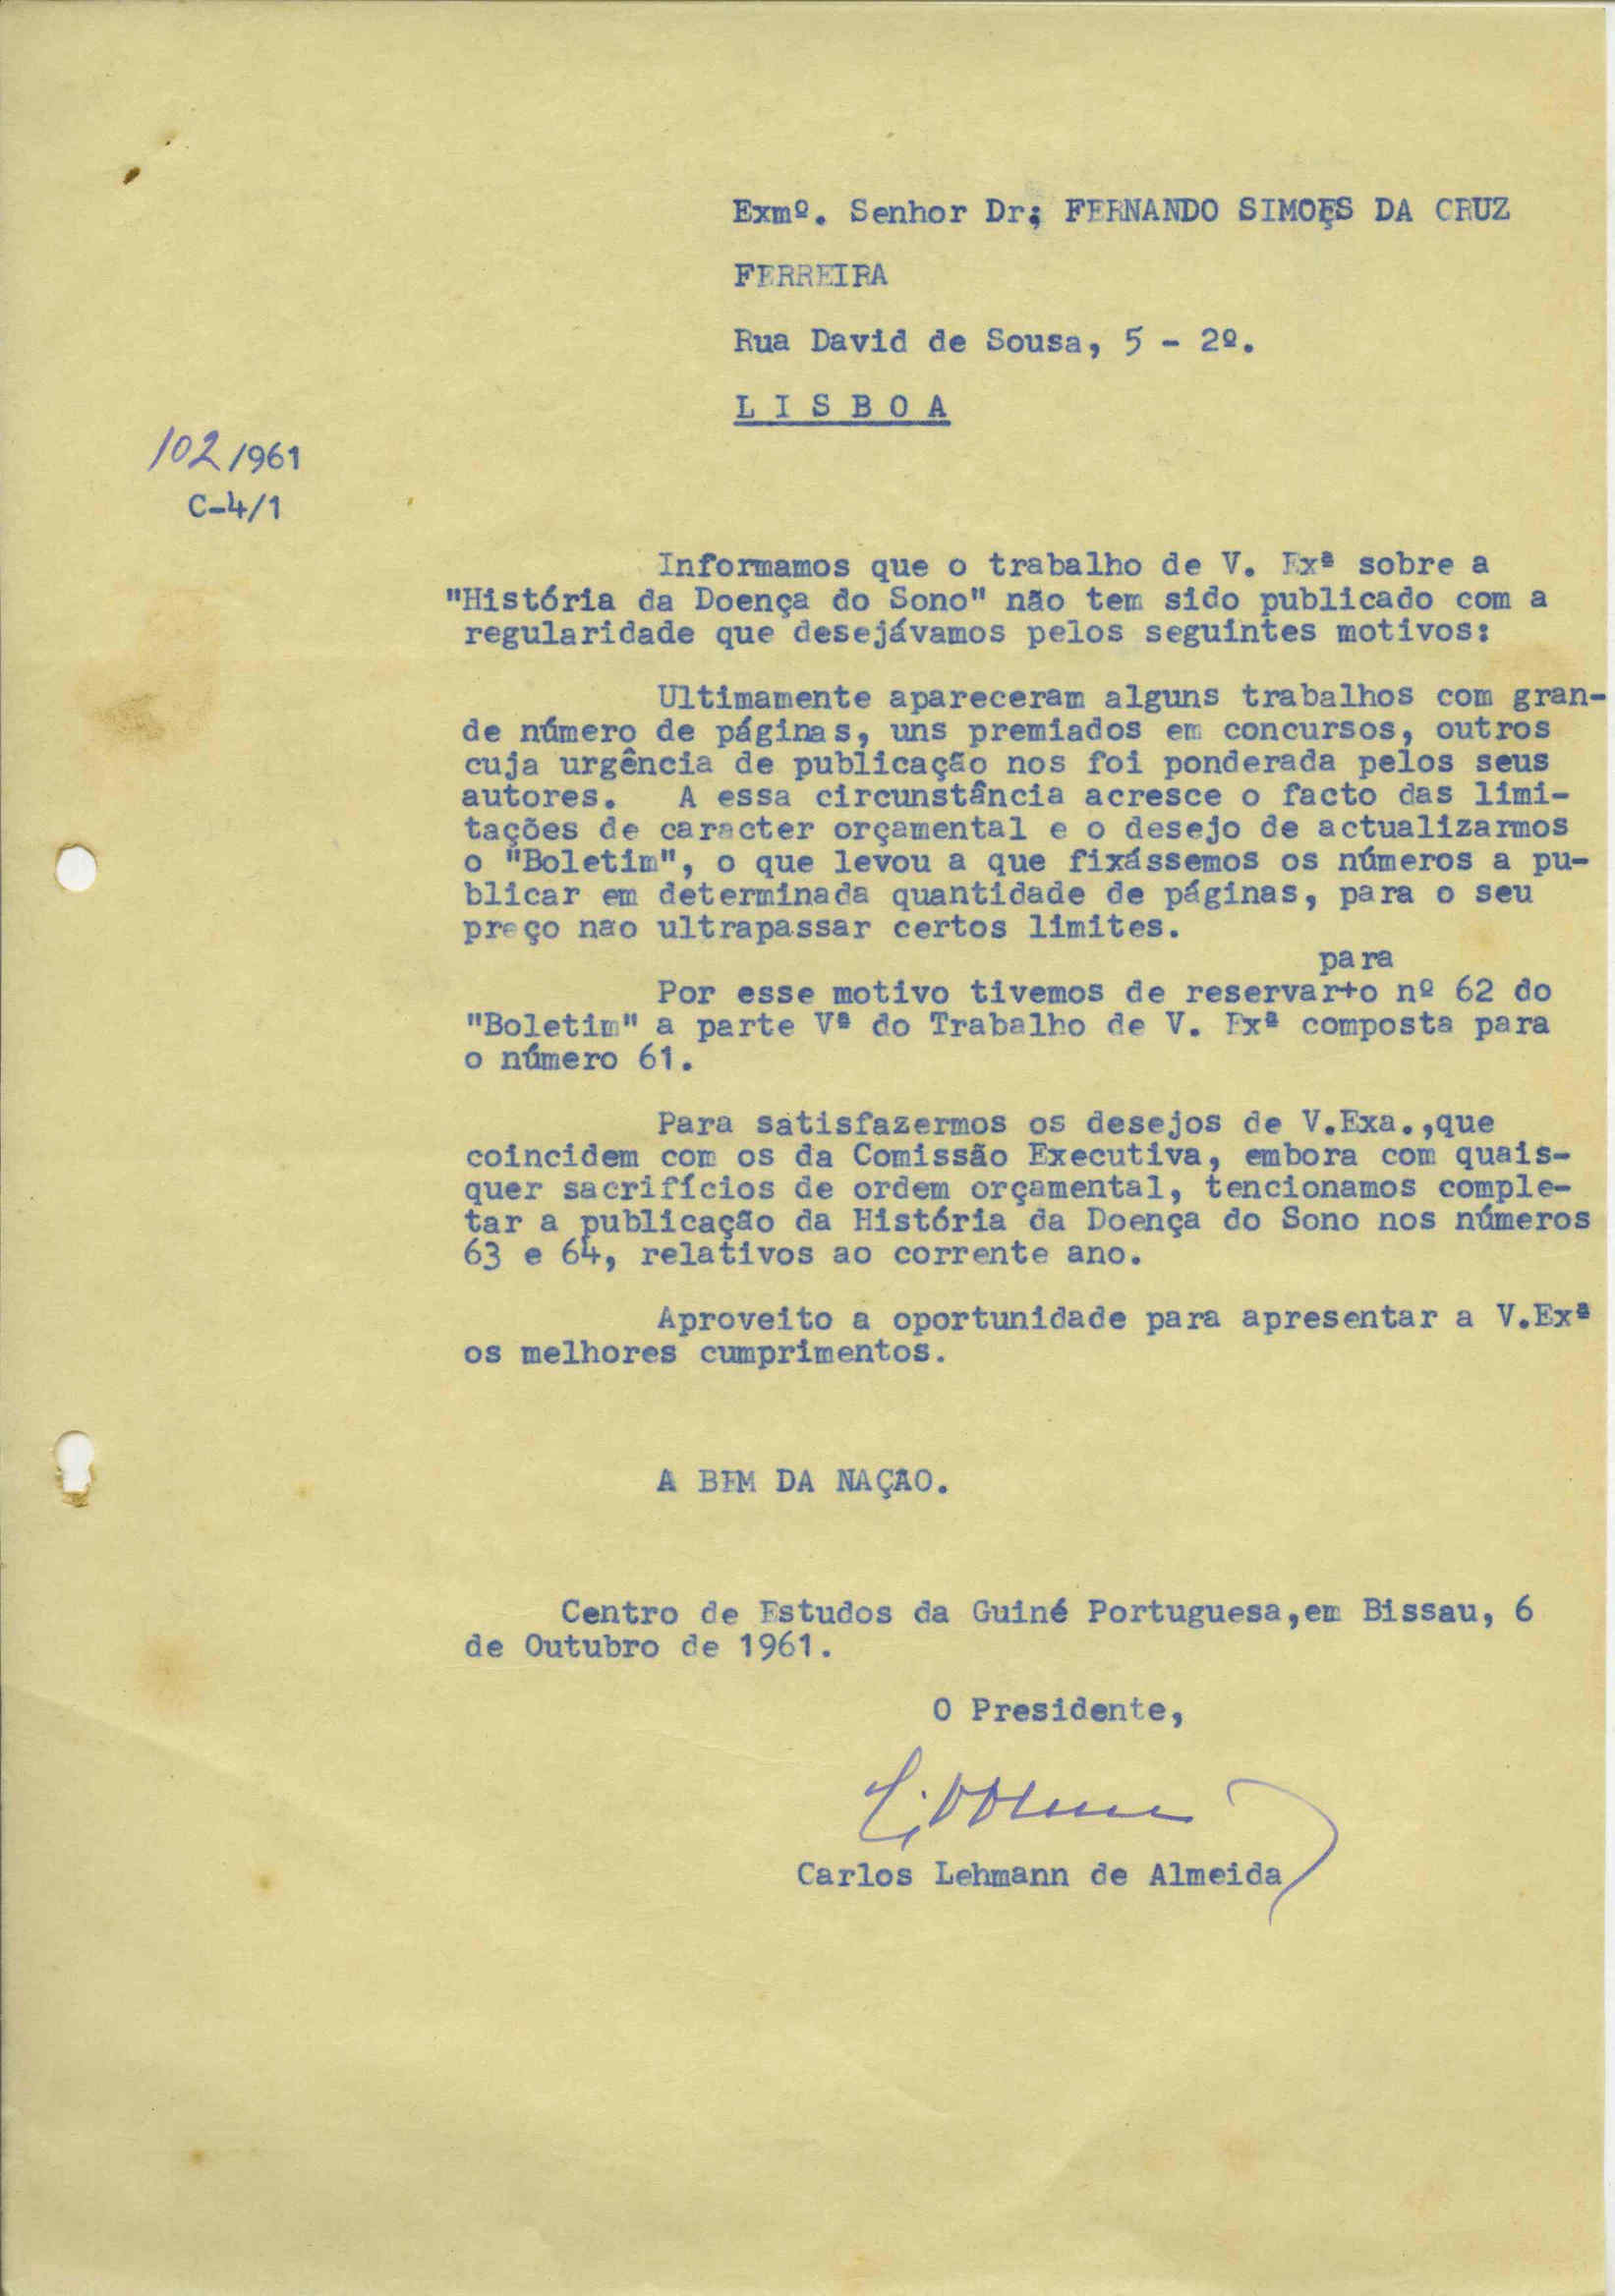 Exmº. Senhor Dr; FERNANDO SIMOES DA CRUZ
FERREIRA
Rua David de Sousa, 5 - 2º.
L I S B O A
102/961
C-4/1
Informamos que o trabalho de V. Exª sobre a
"História da Doença do Sono" não tem sido publicado com a
regularidade que desejávamos pelos seguintes motivos:
Ultimamente apareceram alguns trabalhos com gran-
de número de páginas, uns premiados em concursos, outros
cuja urgência de publicação nos foi ponderada pelos seus
autores. A essa circunstância acresce o facto das limi-
tações de caracter orçamental e o desejo de actualizarmos
o "Boletim", o que levou a que fixássemos os números a pu-
blicar em determinada quantidade de páginas, para o seu
preço nao ultrapassar certos limites.
para
Por esse motivo tivemos de reservar+o nº 62 do
"Boletim" a parte Vª do Trabalho de V. Exª composta para
o número 61.
Para satisfazermos os desejos de V.Exa.,que
coincidem com os da Comissão Executiva, embora com quais-
quer sacrifícios de ordem orçamental, tencionamos comple-
tar a publicação da História da Doença do Sono nos números
63 e 64, relativos ao corrente ano.
Aproveito a oportunidade para apresentar a V.Exª
os melhores cumprimentos.
A BEM DA NAÇAO.
Centro de Estudos da Guiné Portuguesa,em Bissau, 6
de Outubro de 1961.
O Presidente,
Carlos Lehmann de Almeida